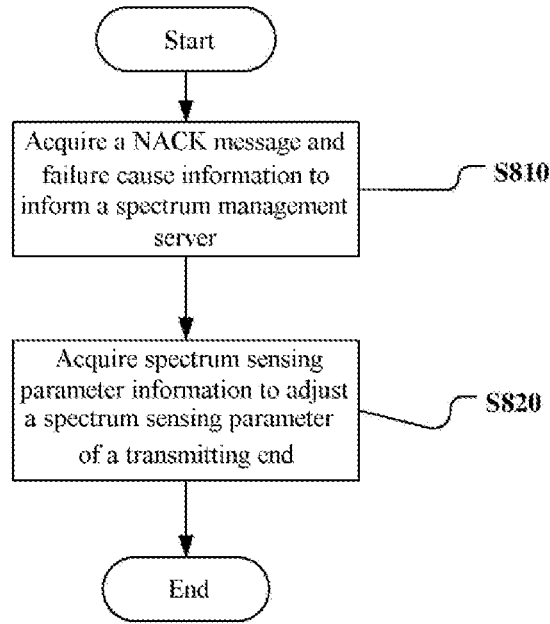 Start
Acquire a NACK message and
failure cause information to
inform a spectrum management
server
S810
Acquire spectrum sensing
parameter information to adjust
a spectrum sensing parameter
of a transmitting end
S820
End